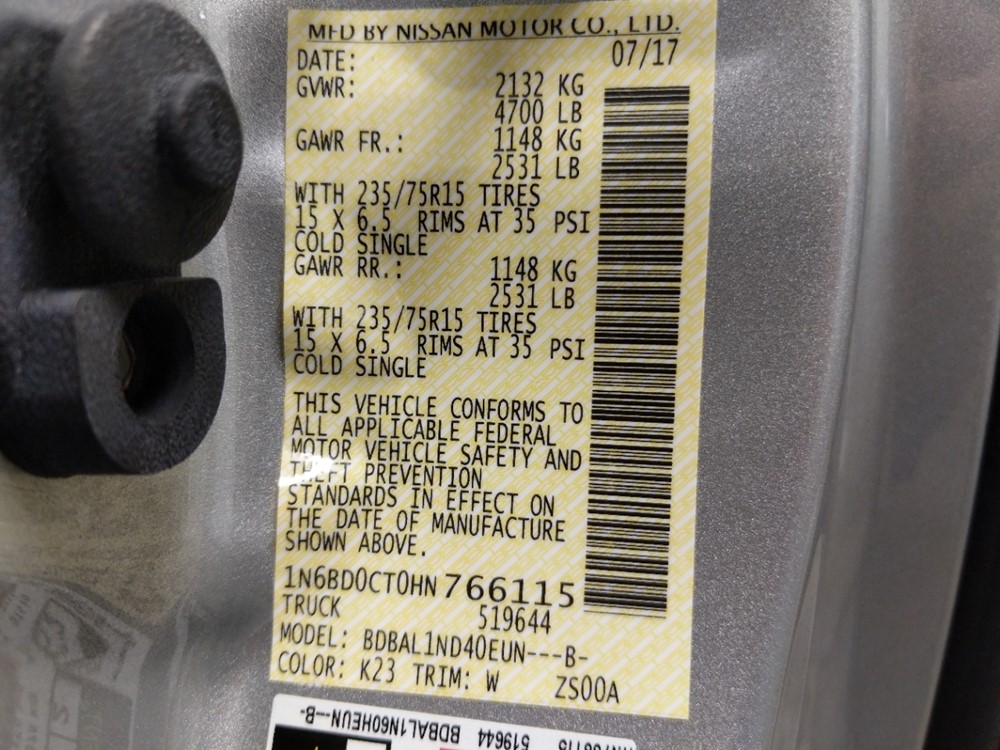 MFD BY NISSAN MOTOR CO., LTD.
DATE: 07/17
GVWR: 2132 KG
4700 LB
GAWR FR.: 1148 KG
2531 LB
WITH 235/75R15 TIRES
15 X 6.5 RIMS AT 35 PSI
COLD SINGLE
GAWR RR.: 1148 KG
2531 LB
WITH 235/75R15 TIRES
15 X 6.5 RIMS AT 35 PSI
COLD SINGLE
THIS VEHICLE CONFORMS TO
ALL APPLICABLE FEDERAL
MOTOR VEHICLE SAFETY AND
THEFT PREVENTION
STANDARDS IN EFFECT ON
THE DATE OF MANUFACTURE
SHOWN ABOVE.
1N6BD0CT0HN766115
TRUCK 519644
MODEL: BDBAL1ND40EUN---B-
COLOR: K23 TRIM: W ZS00A
519644 BDBAL1N60HEUN---B-